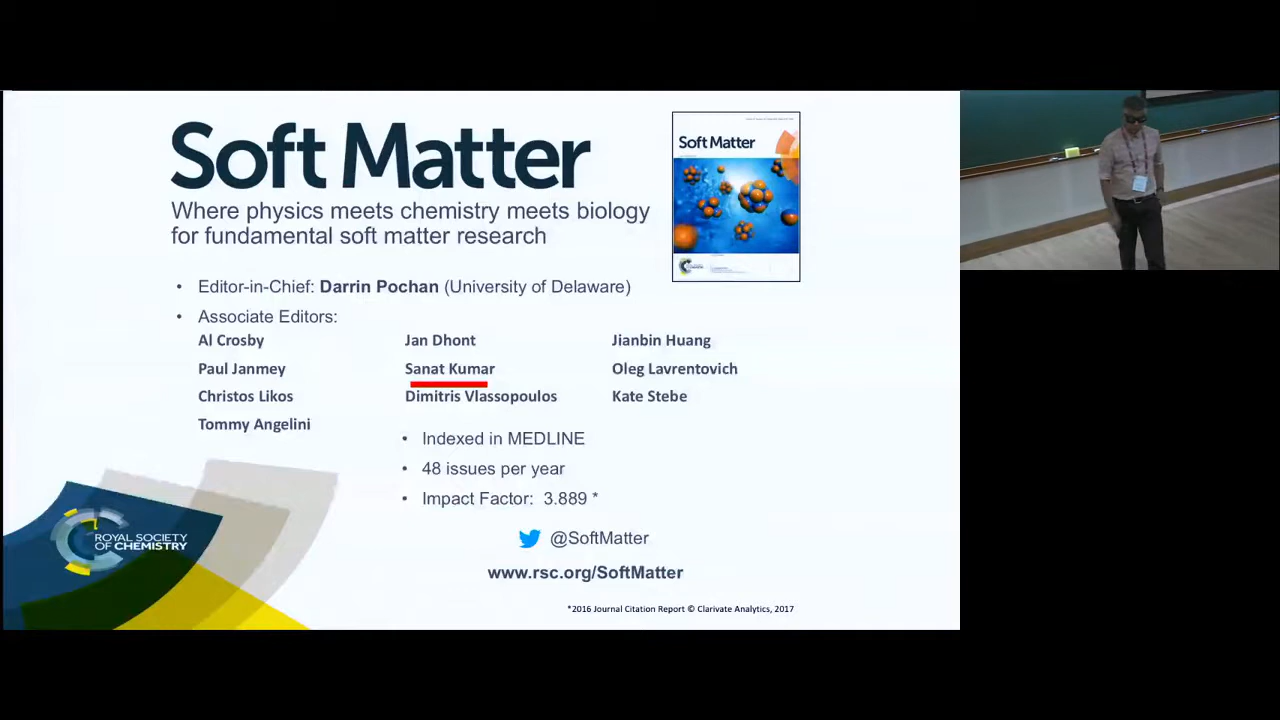 Soft Matter
Where physics meets chemistry meets biology
for fundamental soft matter research
Soft Matter
• Editor-in-Chief: Darrin Pochan (University of Delaware)
• Associate Editors:
Al Crosby Jan Dhont Jianbin Huang
Paul Janmey Sanat Kumar Oleg Lavrentovich
Christos Likos Dimitris Vlassopoulos Kate Stebe
Tommy Angelini
• Indexed in MEDLINE
• 48 issues per year
• Impact Factor: 3.889 *
@SoftMatter
www.rsc.org/SoftMatter
*2016 Journal Citation Report © Clarivate Analytics, 2017
ROYAL SOCIETY
OF CHEMISTRY